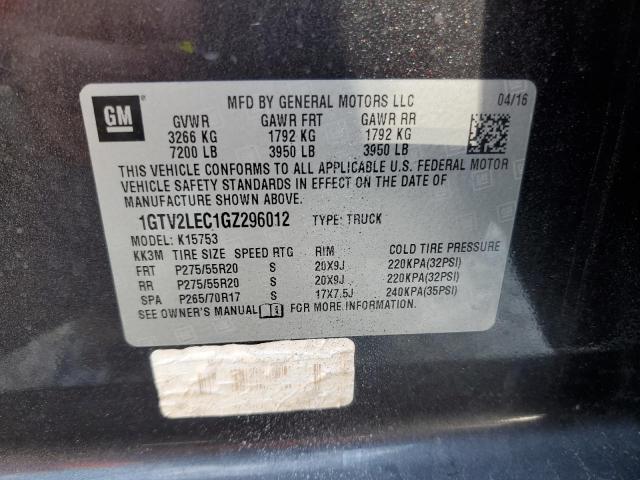 GM
MFD BY GENERAL MOTORS LLC 04/16
GVWR GAWR FRT GAWR RR
3266 KG 1792 KG 1792 KG
7200 LB 3950 LB 3950 LB
THIS VEHICLE CONFORMS TO ALL APPLICABLE U.S. FEDERAL MOTOR
VEHICLE SAFETY STANDARDS IN EFFECT ON THE DATE OF
MANUFACTURE SHOWN ABOVE.
1GTV2LEC1GZ296012 TYPE: TRUCK
MODEL: K15753
KK3M TIRE SIZE SPEED RTG RIM COLD TIRE PRESSURE
FRT P275/55R20 S 20X9J 220KPA(32PSI)
RR P275/55R20 S 20X9J 220KPA(32PSI)
SPA P265/70R17 S 17X7.5J 240KPA(35PSI)
SEE OWNER'S MANUAL FOR MORE INFORMATION.